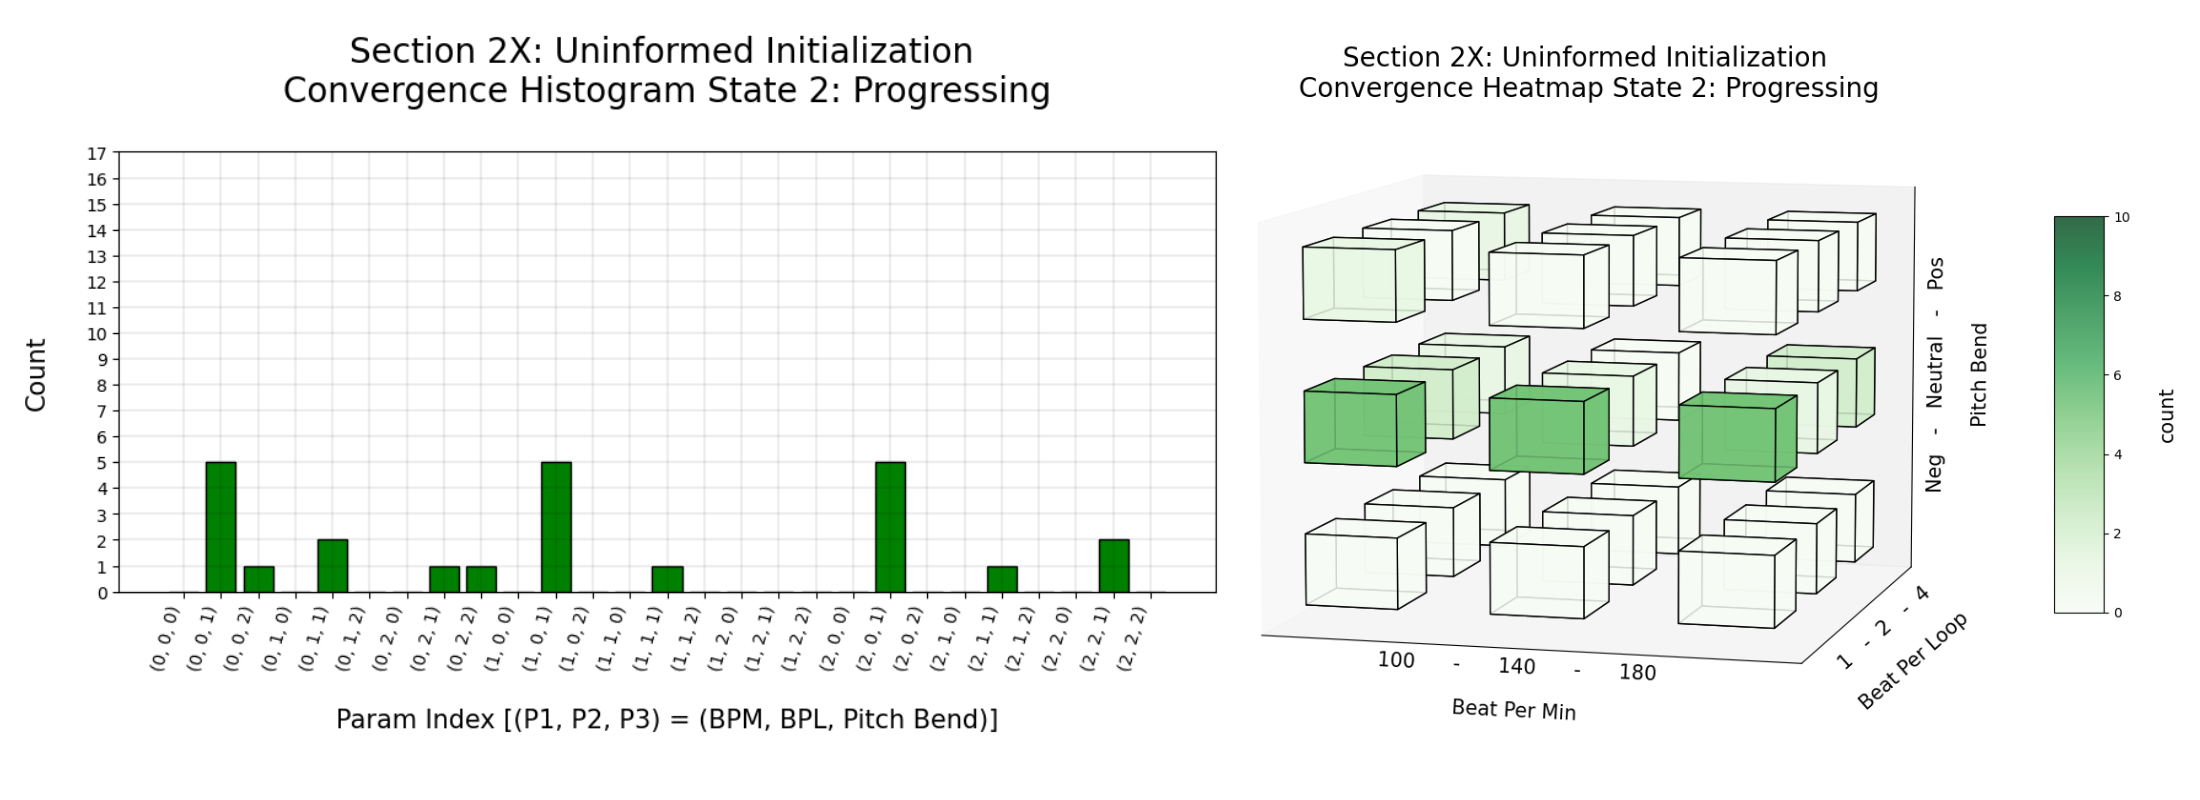 Section 2X: Uninformed Initialization
Convergence Histogram State 2: Progressing
17
16
15
14
13
12
11
10
9
8
7
6
5
4
3
2
1
0
Count
(0, 0, 0)
(0, 0, 1)
(0, 0, 2)
(0, 1, 0)
(0, 1, 1)
(0, 1, 2)
(0, 2, 0)
(0, 2, 1)
(0, 2, 2)
(1, 0, 0)
(1, 0, 1)
(1, 0, 2)
(1, 1, 0)
(1, 1, 1)
(1, 1, 2)
(1, 2, 0)
(1, 2, 1)
(1, 2, 2)
(2, 0, 0)
(2, 0, 1)
(2, 0, 2)
(2, 1, 0)
(2, 1, 1)
(2, 1, 2)
(2, 2, 0)
(2, 2, 1)
(2, 2, 2)
Param Index [(P1, P2, P3) = (BPM, BPL, Pitch Bend)]
Section 2X: Uninformed Initialization
Convergence Heatmap State 2: Progressing
Neg - Neutral - Pos
Pitch Bend
1 - 2 - 4
Beat Per Loop
100 - 140 - 180
Beat Per Min
10
8
6
4
2
0
count